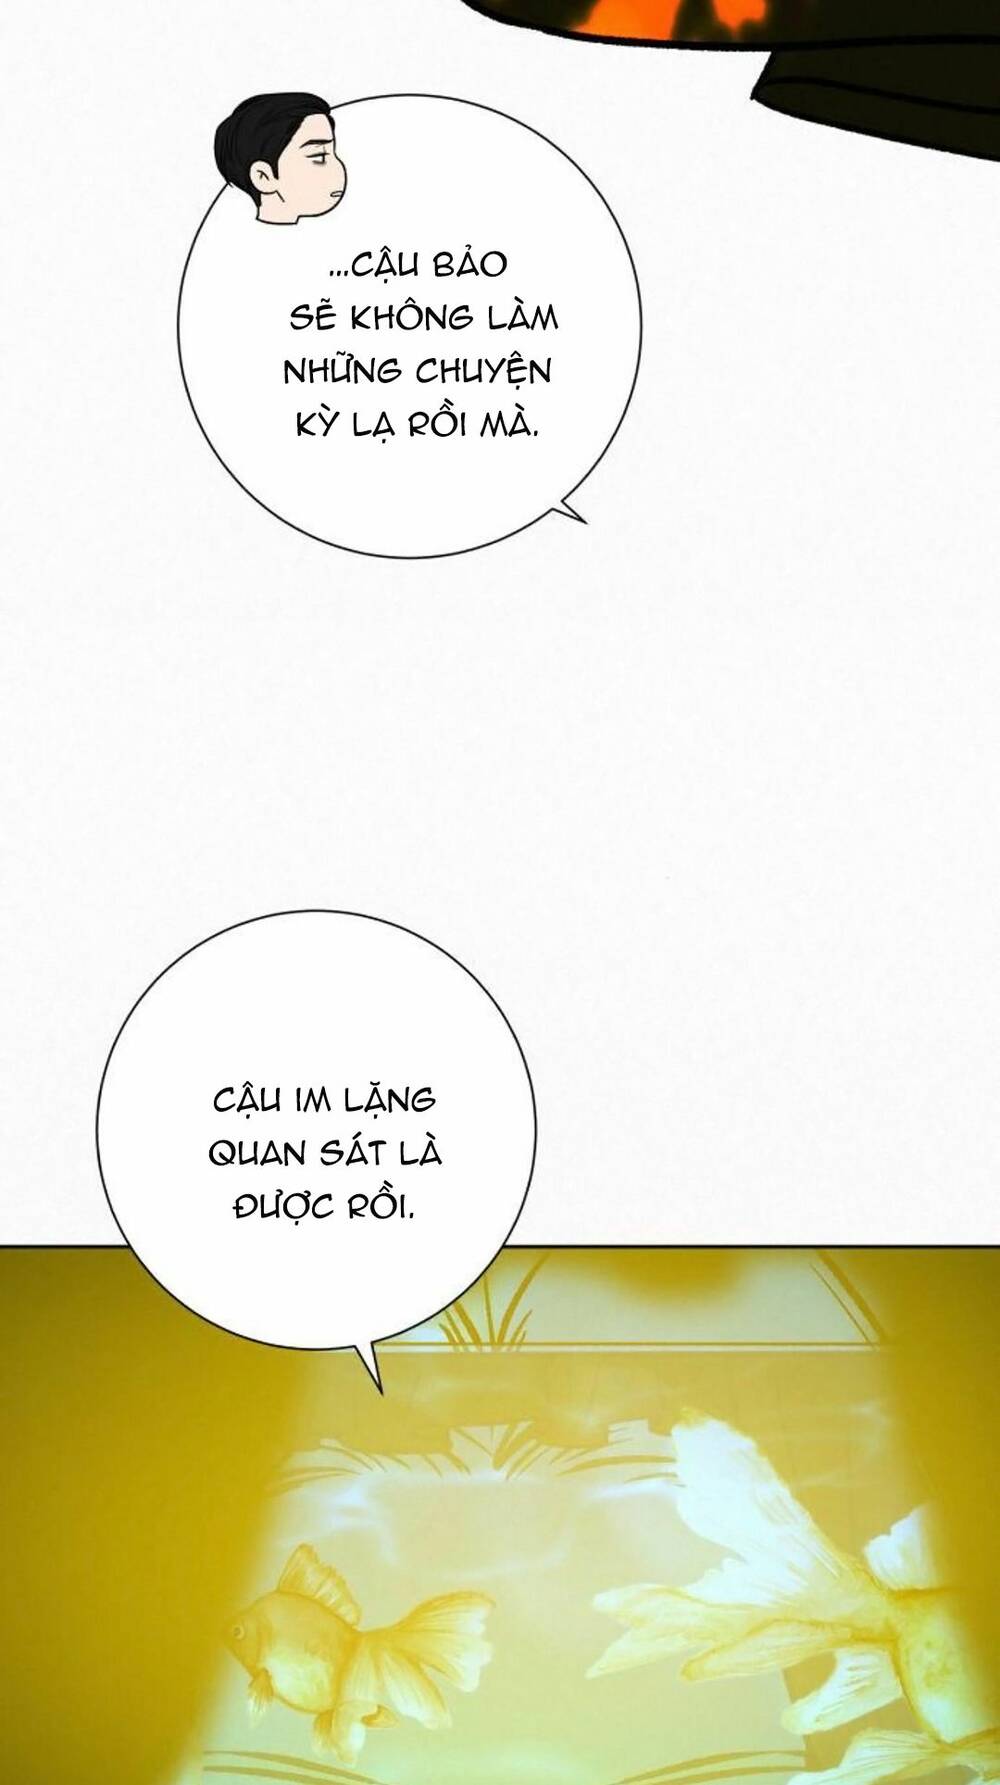 ...CẬU BẢO
SẼ KHÔNG LÀM
NHỮNG CHUYỆN
KỲ LẠ RỒI MÀ.
CẬU IM LẶNG
QUAN SÁT LÀ
ĐƯỢC RỒI.